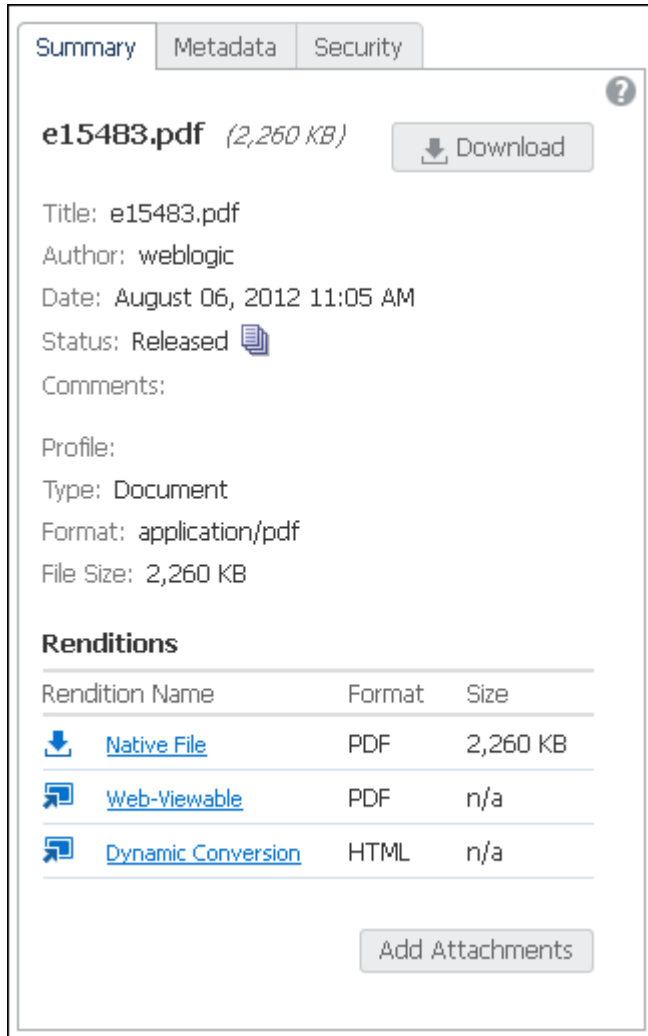 Summary Metadata Security
?
e15483.pdf (2,260 KB) Download
Title: e15483.pdf
Author: weblogic
Date: August 06, 2012 11:05 AM
Status: Released
Comments:
Profile:
Type: Document
Format: application/pdf
File Size: 2,260 KB
Renditions
Rendition Name Format Size
Native File PDF 2,260 KB
Web-Viewable PDF n/a
Dynamic Conversion HTML n/a
Add Attachments